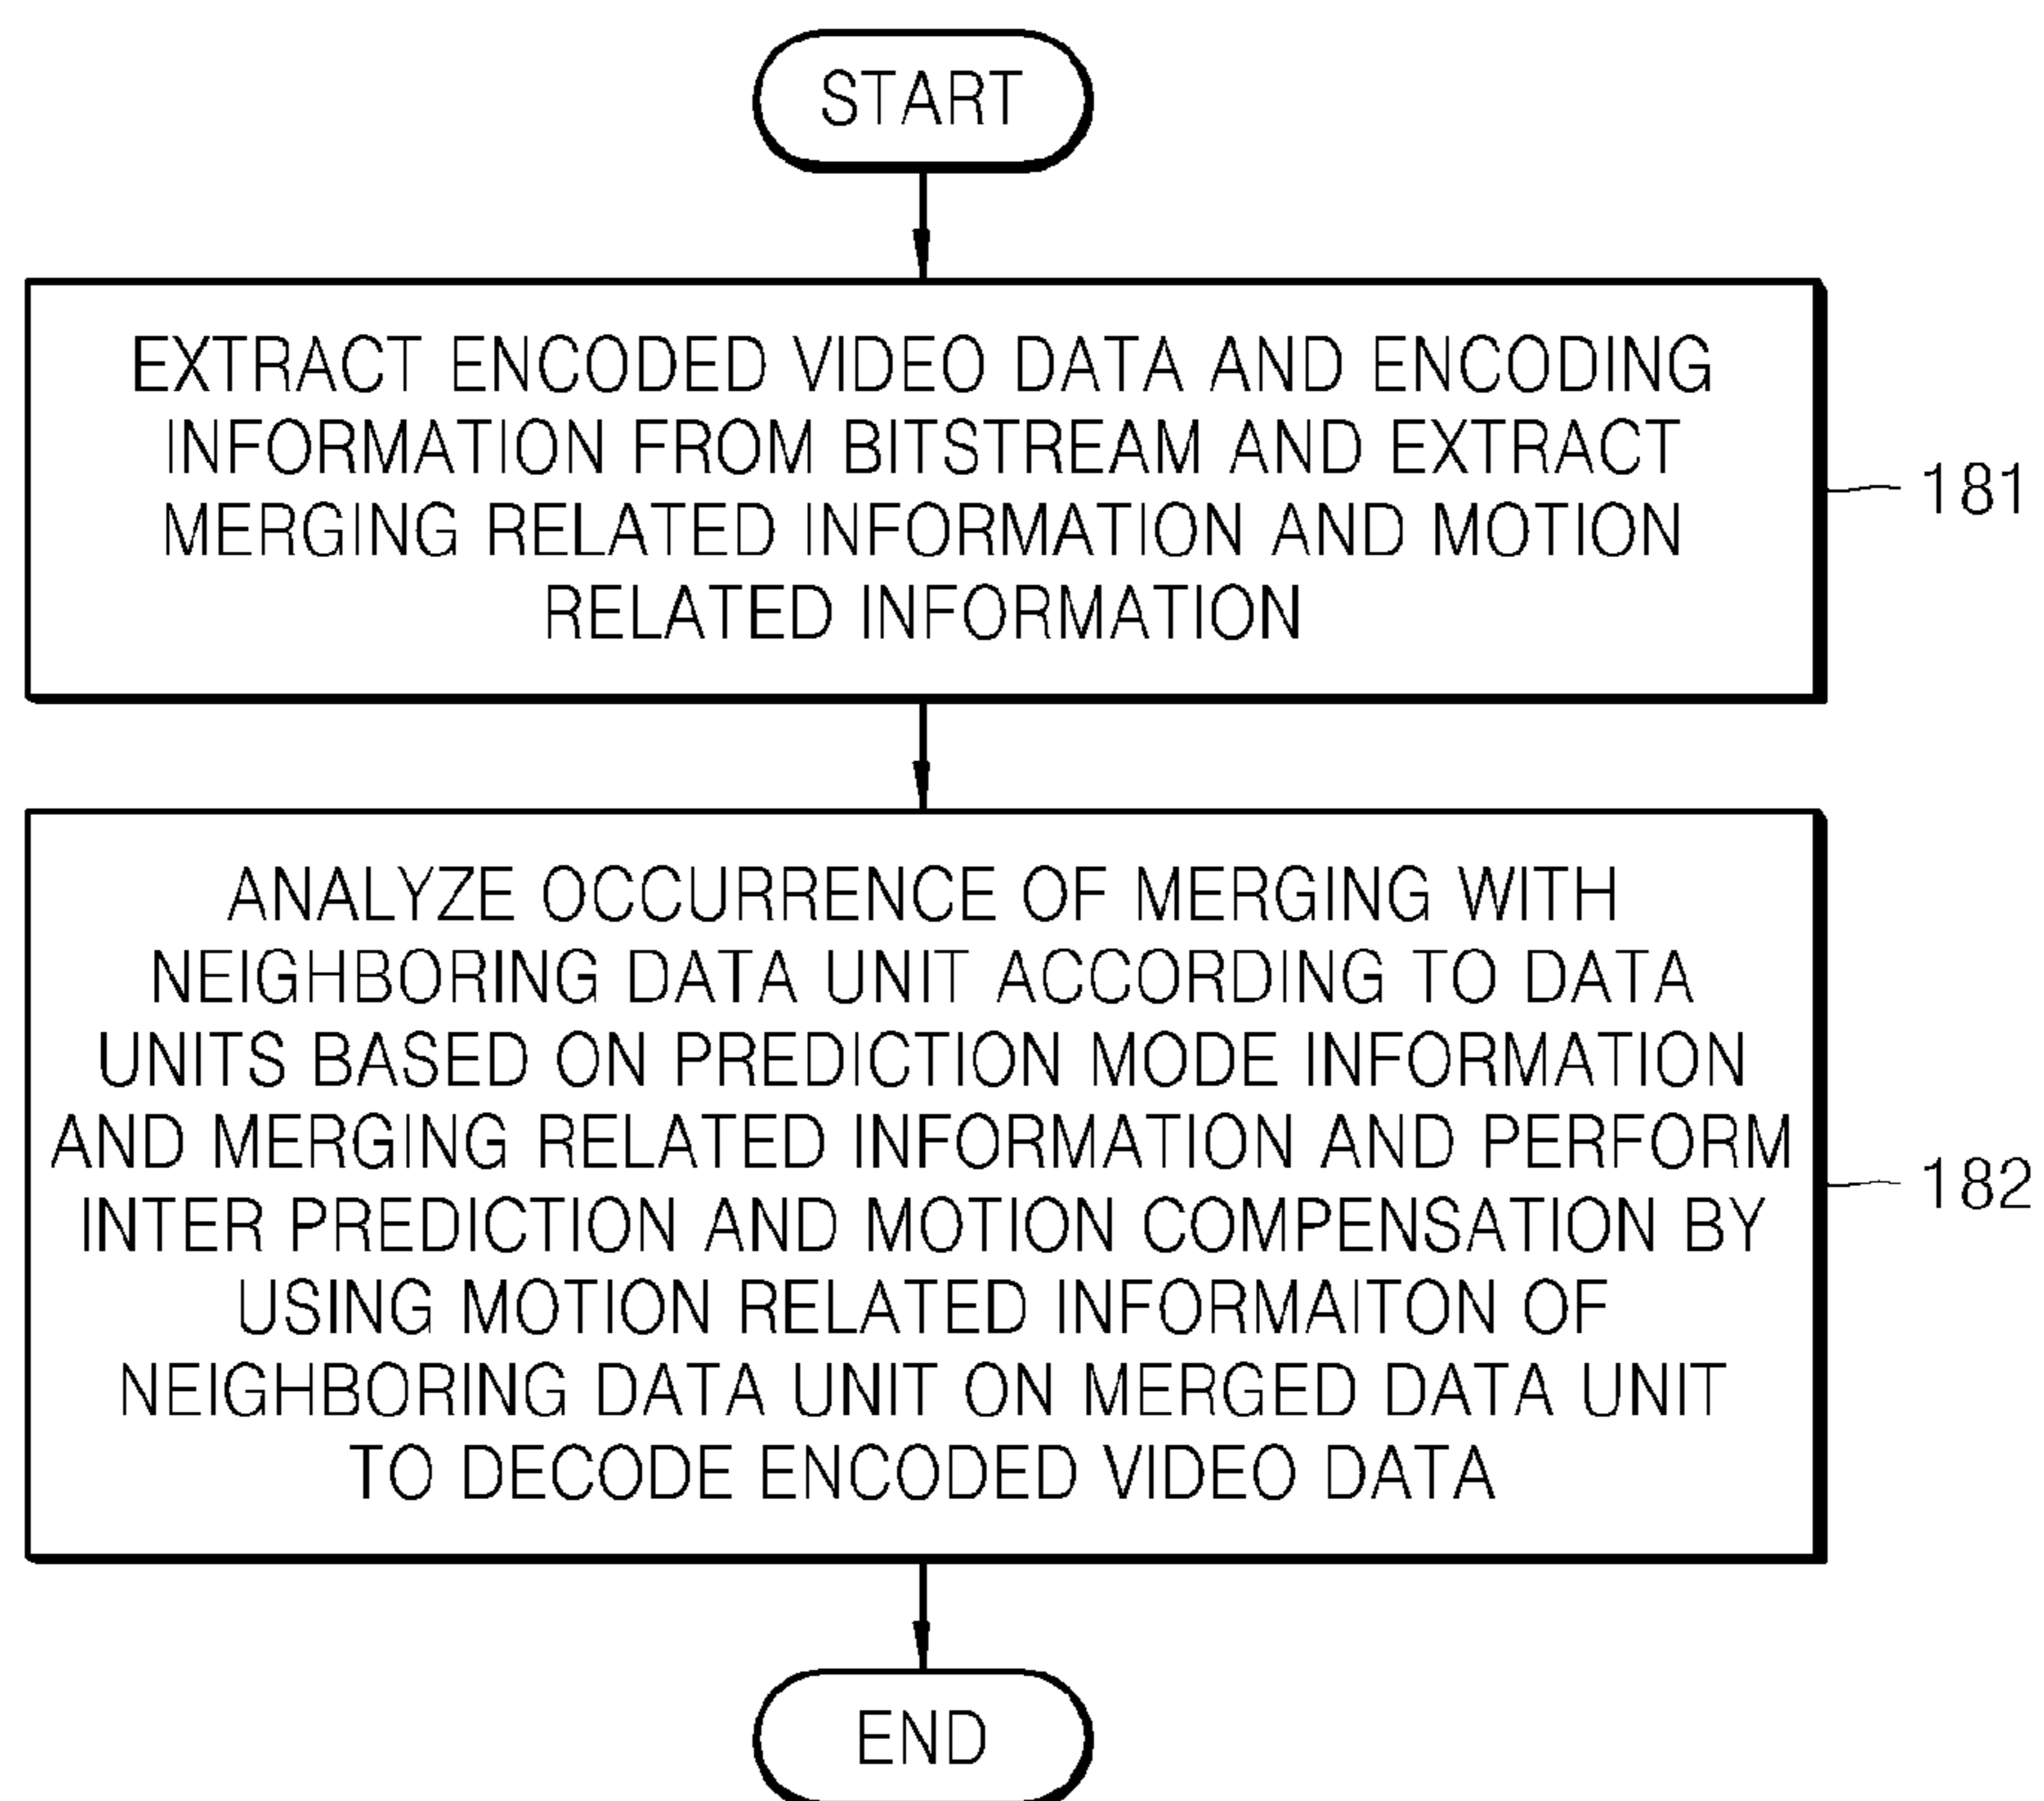 START
EXTRACT ENCODED VIDEO DATA AND ENCODING
INFORMATION FROM BITSTREAM AND EXTRACT
MERGING RELATED INFORMATION AND MOTION
RELATED INFORMATION
181
ANALYZE OCCURRENCE OF MERGING WITH
NEIGHBORING DATA UNIT ACCORDING TO DATA
UNITS BASED ON PREDICTION MODE INFORMATION
AND MERGING RELATED INFORMATION AND PERFORM
INTER PREDICTION AND MOTION COMPENSATION BY
USING MOTION RELATED INFORMAITON OF
NEIGHBORING DATA UNIT ON MERGED DATA UNIT
TO DECODE ENCODED VIDEO DATA
182
END